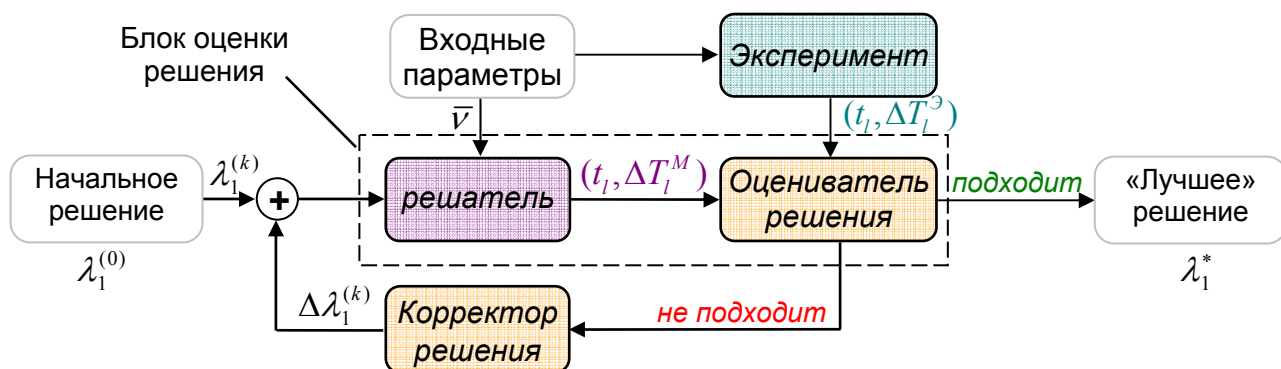 Блок оценки
решения
Входные
параметры
Эксперимент
ν̅
(t_l, ΔT_l^Э)
Начальное
решение
λ_1^(k)
+
решатель
(t_l, ΔT_l^M)
Оцениватель
решения
подходит
«Лучшее»
решение
λ_1^(0)
λ_1^*
Δλ_1^(k)
Корректор
решения
не подходит